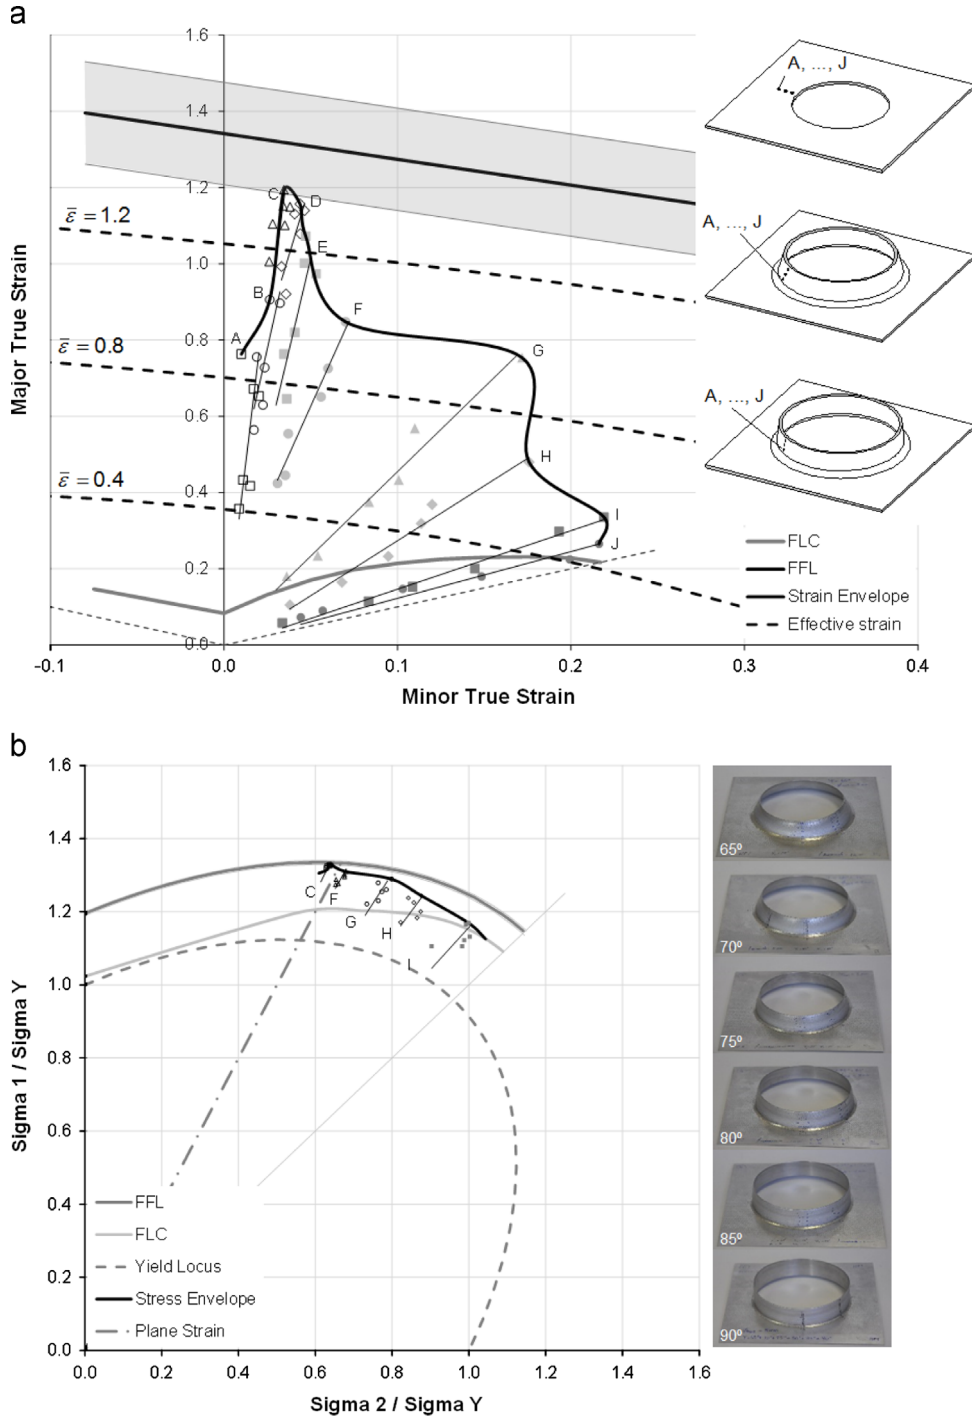 a
1.6
1.4
1.2
1.0
0.8
0.6
0.4
0.2
0.0
Major True Strain
-0.1
0.0
0.1
0.2
0.3
0.4
Minor True Strain
ε̄ = 1.2
ε̄ = 0.8
ε̄ = 0.4
A
B
C
D
E
F
G
H
I
J
FLC
FFL
Strain Envelope
Effective strain
A, ..., J
A, ..., J
A, ..., J
b
1.6
1.4
1.2
1.0
0.8
0.6
0.4
0.2
0.0
Sigma 1 / Sigma Y
0.0
0.2
0.4
0.6
0.8
1.0
1.2
1.4
1.6
Sigma 2 / Sigma Y
C
F
G
H
I
FFL
FLC
Yield Locus
Stress Envelope
Plane Strain
65º
70º
75º
80º
85º
90º